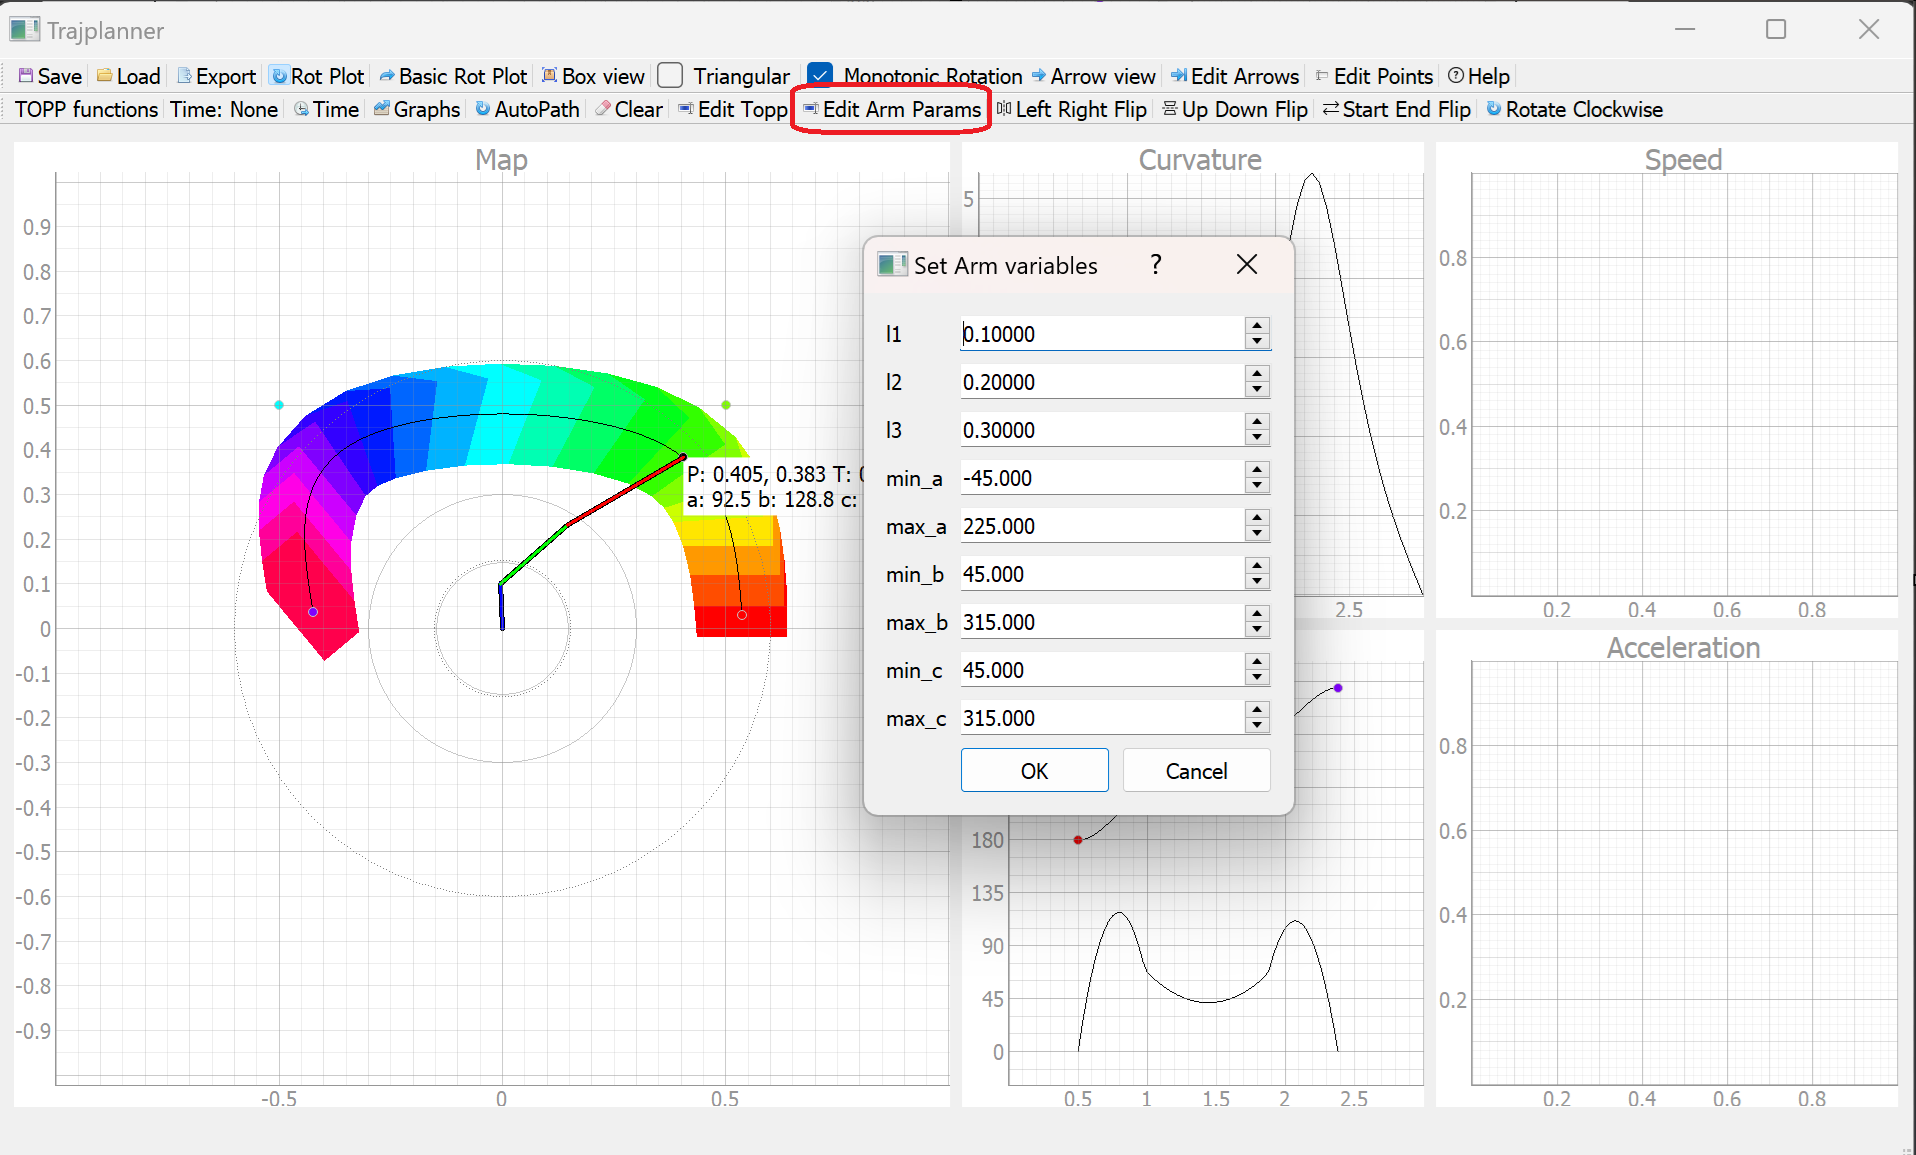 Trajplanner
Save Load Export Rot Plot Basic Rot Plot Box view Triangular Monotonic Rotation Arrow view Edit Arrows Edit Points Help
TOPP functions Time: None Time Graphs AutoPath Clear Edit Topp Edit Arm Params Left Right Flip Up Down Flip Start End Flip Rotate Clockwise
Map
0.9
0.8
0.7
0.6
0.5
0.4
0.3
0.2
0.1
0
-0.1
-0.2
-0.3
-0.4
-0.5
-0.6
-0.7
-0.8
-0.9
-0.5 0 0.5
P: 0.405, 0.383 T:
a: 92.5 b: 128.8 c:
Curvature
5
2.5
Set Arm variables ?
l1 0.10000
l2 0.20000
l3 0.30000
min_a -45.000
max_a 225.000
min_b 45.000
max_b 315.000
min_c 45.000
max_c 315.000
OK Cancel
180
135
90
45
0
0.5 1 1.5 2 2.5
Speed
0.8
0.6
0.4
0.2
0.2 0.4 0.6 0.8
Acceleration
0.8
0.6
0.4
0.2
0.2 0.4 0.6 0.8